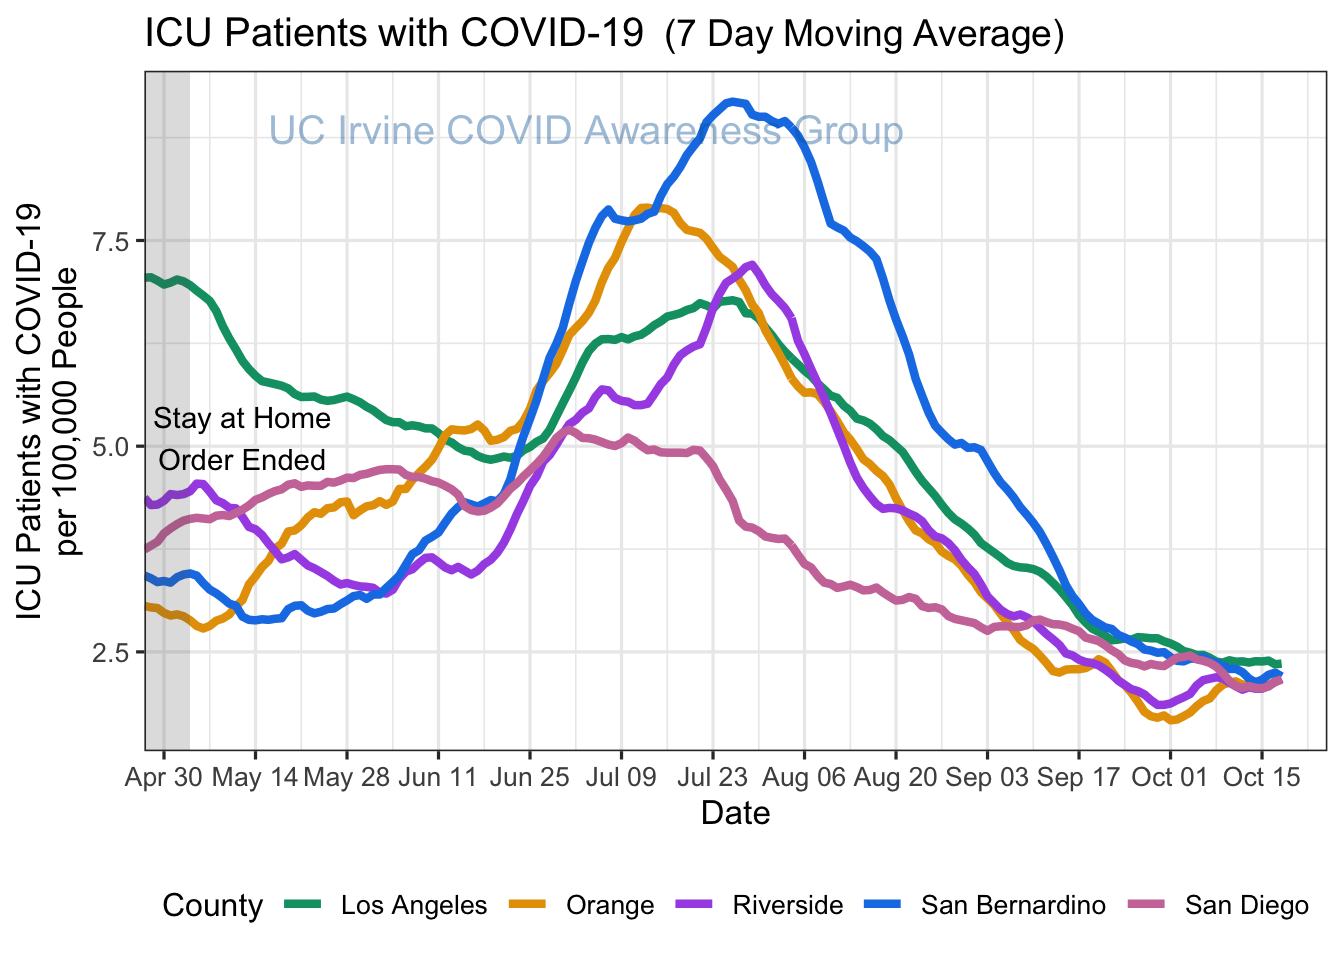 ICU Patients with COVID-19 (7 Day Moving Average)
UC Irvine COVID Awareness Group
ICU Patients with COVID-19
per 100,000 People
7.5
5.0
2.5
Stay at Home
Order Ended
Apr 30 May 14 May 28 Jun 11 Jun 25 Jul 09 Jul 23 Aug 06 Aug 20 Sep 03 Sep 17 Oct 01 Oct 15
Date
County Los Angeles Orange Riverside San Bernardino San Diego